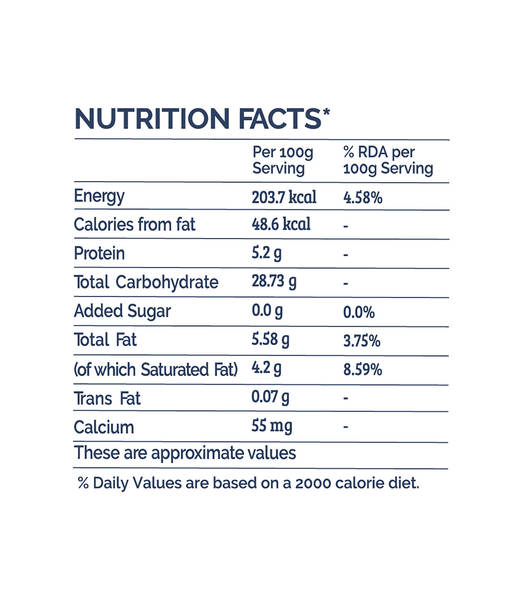 NUTRITION FACTS*
Per 100g Serving % RDA per 100g Serving
Energy 203.7 kcal 4.58%
Calories from fat 48.6 kcal -
Protein 5.2 g -
Total Carbohydrate 28.73 g -
Added Sugar 0.0 g 0.0%
Total Fat 5.58 g 3.75%
(of which Saturated Fat) 4.2 g 8.59%
Trans Fat 0.07 g -
Calcium 55 mg -
These are approximate values
% Daily Values are based on a 2000 calorie diet.